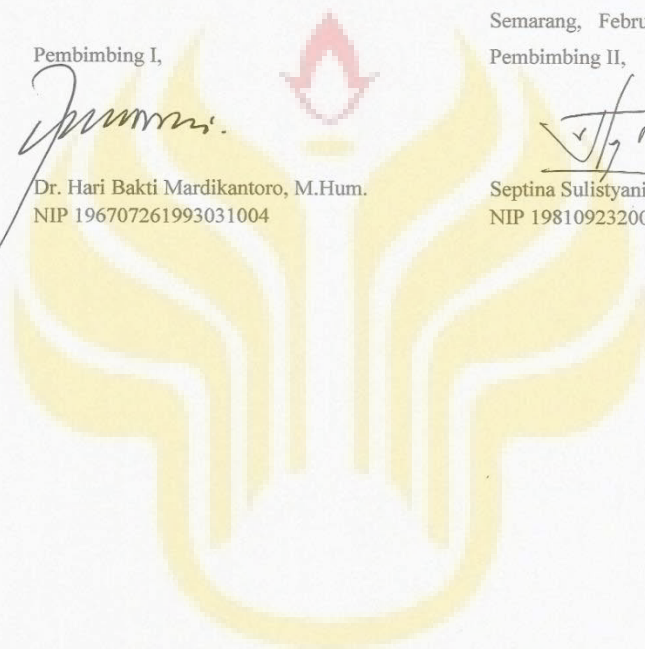 Semarang, Febru
Pembimbing I,
Pembimbing II,
Dr. Hari Bakti Mardikantoro, M.Hum.
NIP 196707261993031004
Septina Sulistyani
NIP 1981092320